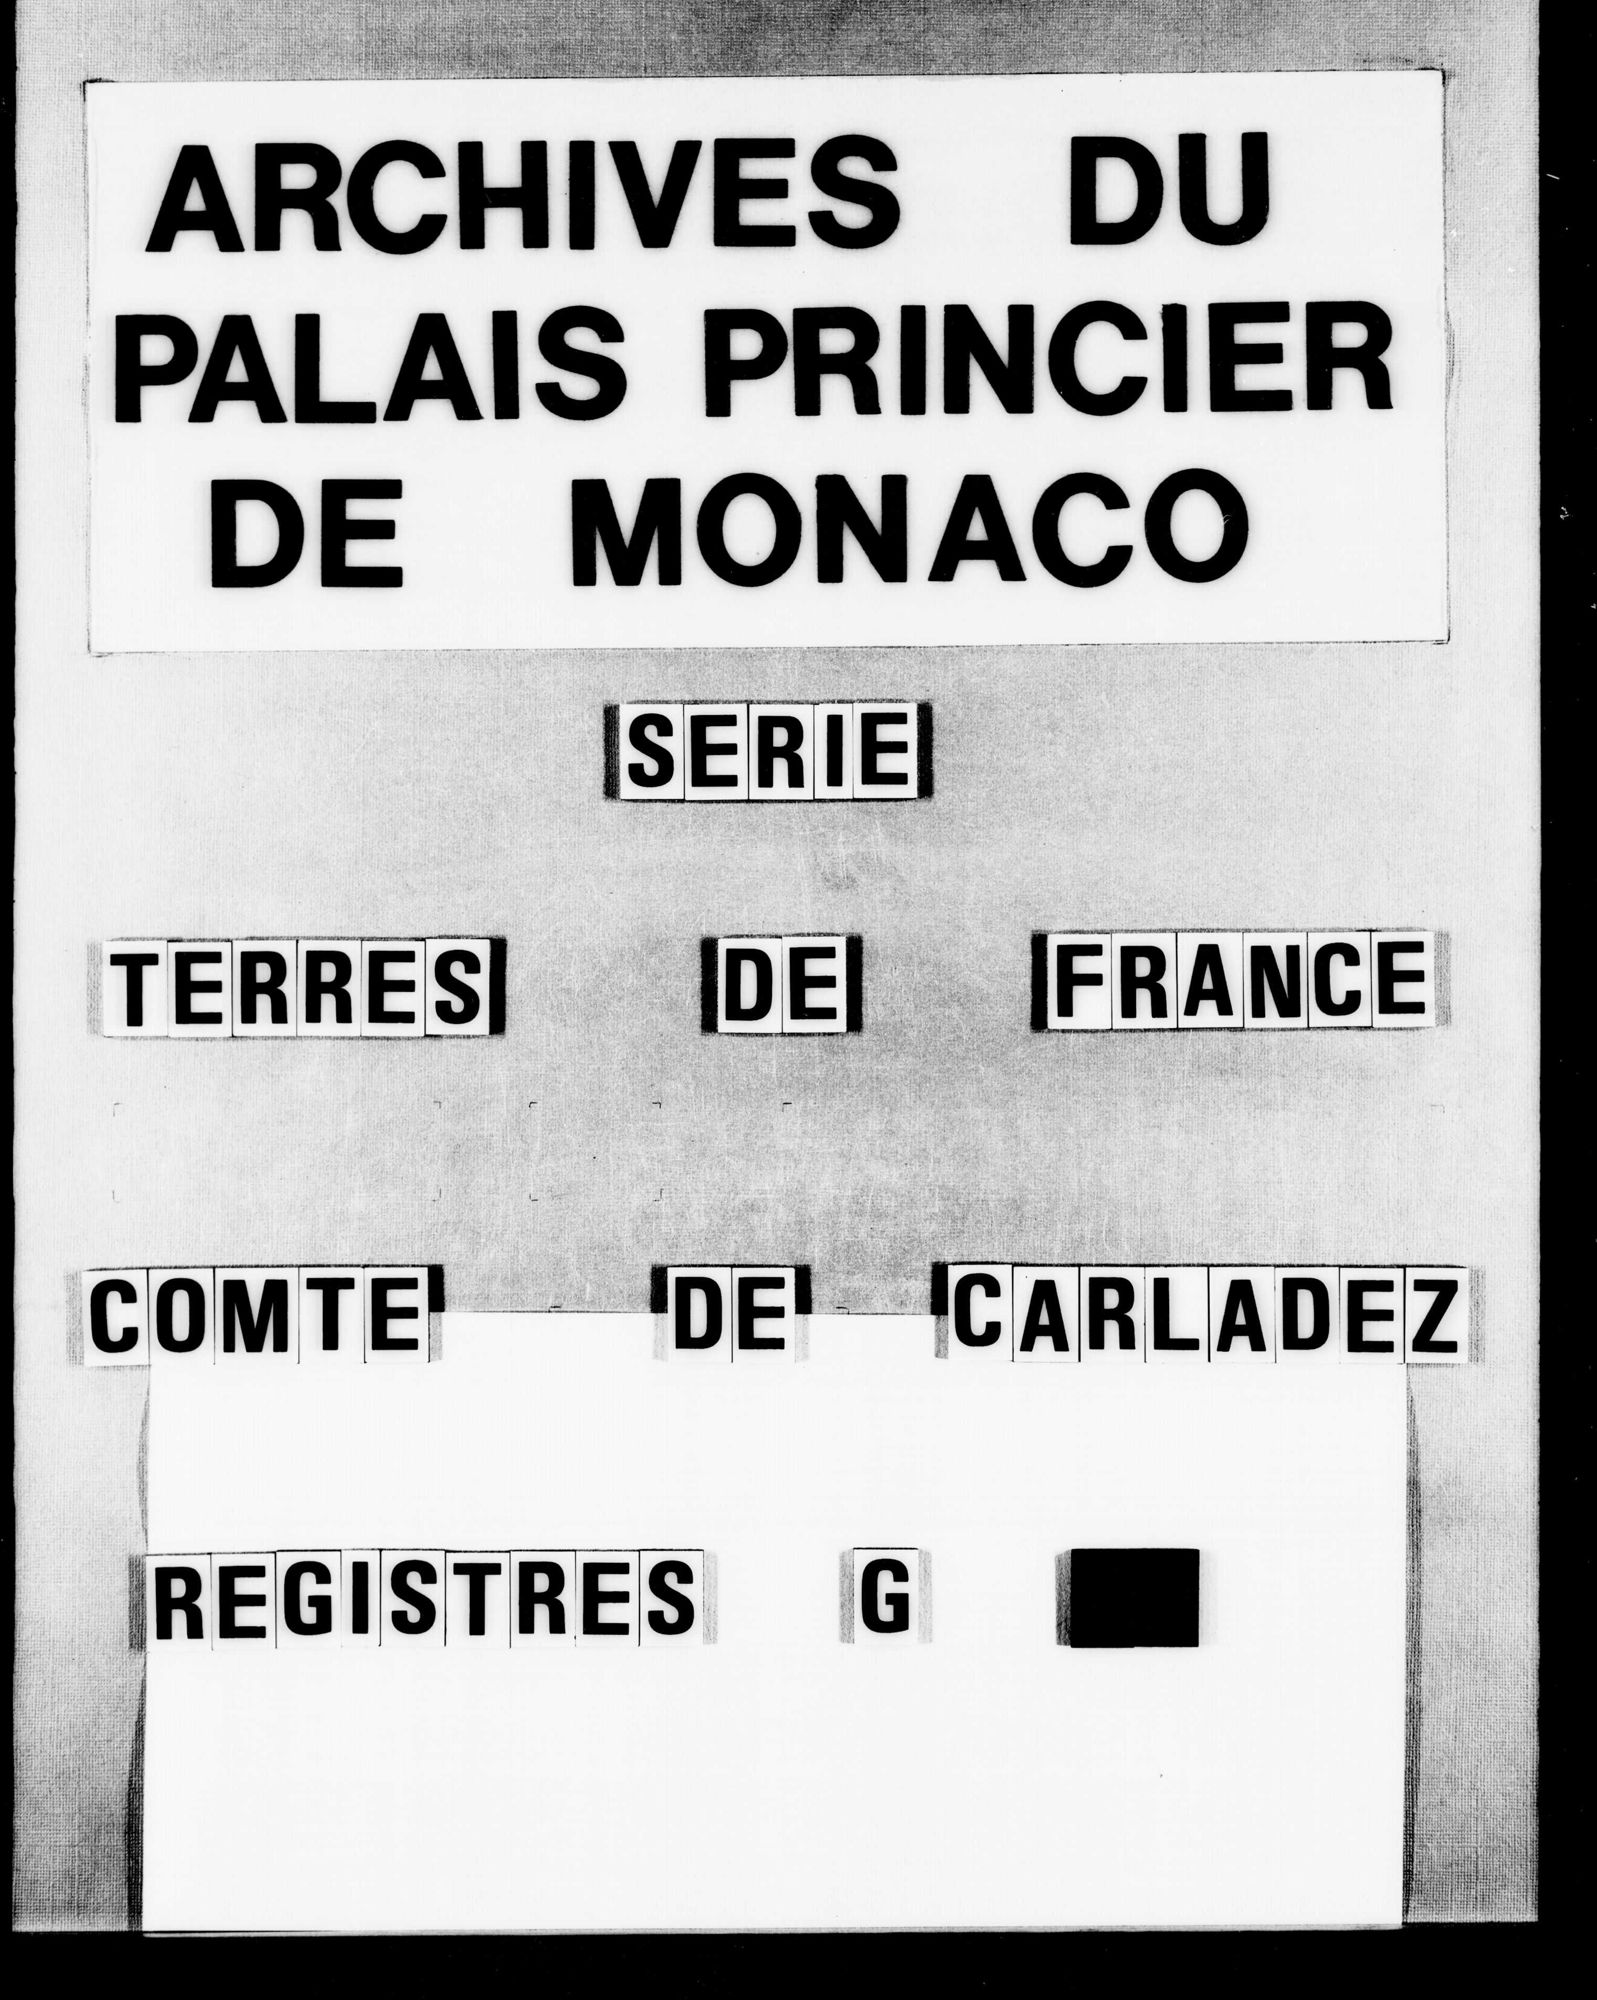 ARCHIVES DU
PALAIS PRINCIER
DE MONACO
SERIE
TERRES DE FRANCE
COMTE DE CARLADEZ
REGISTRES G